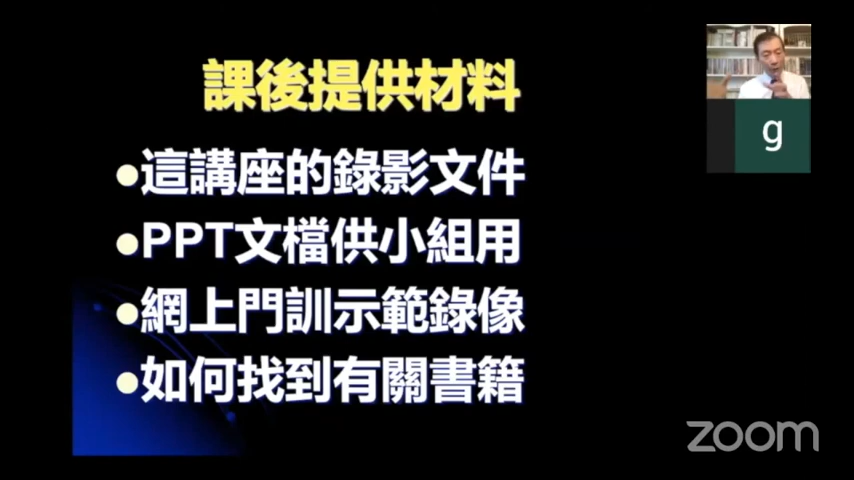 課後提供材料
●這講座的錄影文件
●PPT文檔供小組用
●網上門訓示範錄像
●如何找到有關書籍
g
zoom